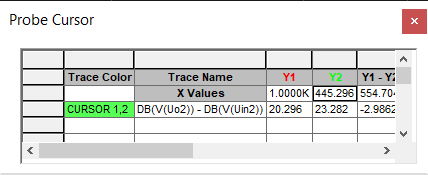 Probe Cursor
Trace Color Trace Name Y1 Y2 Y1 - Y2
X Values 1.0000K 445.296 554.704
CURSOR 1,2 DB(V(Uo2)) - DB(V(Uin2)) 20.296 23.282 -2.9862